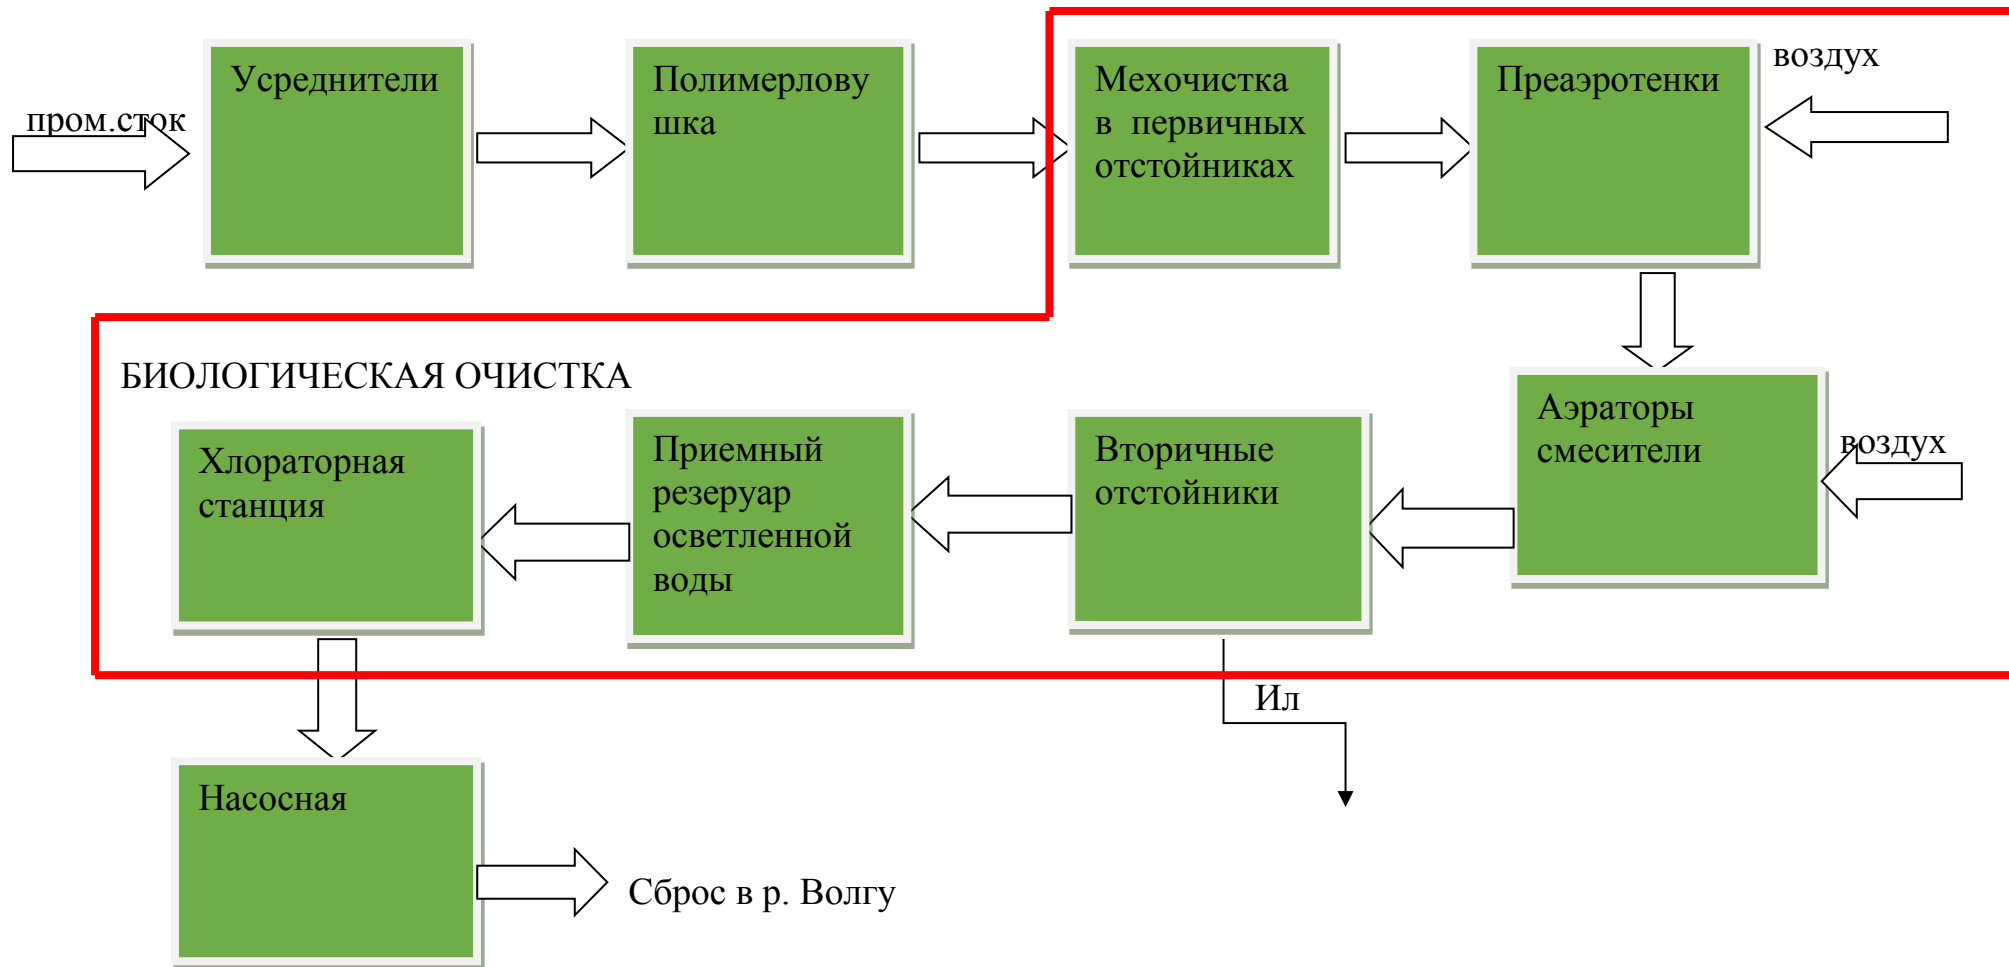 пром.сток
Усреднители
Полимерлову
шка
Мехочистка
в первичных
отстойниках
Преаэротенки
воздух
БИОЛОГИЧЕСКАЯ ОЧИСТКА
Хлораторная
станция
Приемный
резеруар
осветленной
воды
Вторичные
отстойники
Аэраторы
смесители
воздух
Ил
Насосная
Сброс в р. Волгу